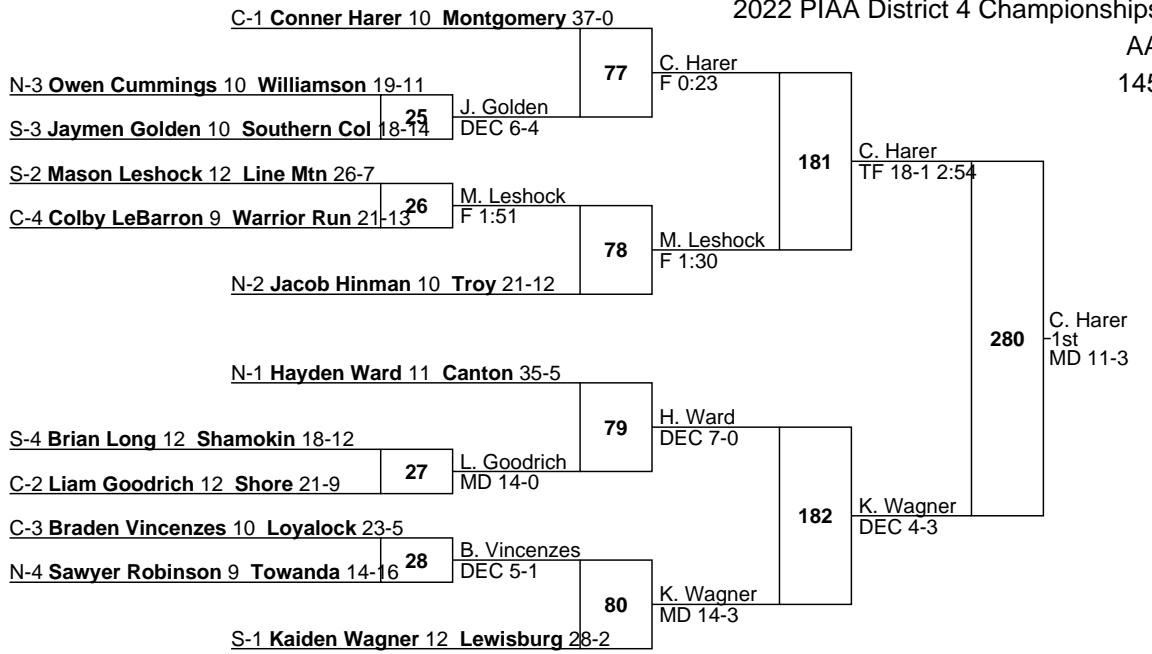 2022 PIAA District 4 Championships
AA
145
C-1 Conner Harer 10 Montgomery 37-0
77
C. Harer
F 0:23
N-3 Owen Cummings 10 Williamson 19-11
25
J. Golden
DEC 6-4
S-3 Jaymen Golden 10 Southern Col 18-14
181
C. Harer
TF 18-1 2:54
S-2 Mason Leshock 12 Line Mtn 26-7
26
M. Leshock
F 1:51
C-4 Colby LeBarron 9 Warrior Run 21-13
78
M. Leshock
F 1:30
N-2 Jacob Hinman 10 Troy 21-12
280
C. Harer
1st
MD 11-3
N-1 Hayden Ward 11 Canton 35-5
79
H. Ward
DEC 7-0
S-4 Brian Long 12 Shamokin 18-12
27
L. Goodrich
MD 14-0
C-2 Liam Goodrich 12 Shore 21-9
182
K. Wagner
DEC 4-3
C-3 Braden Vincenzes 10 Loyalock 23-5
28
B. Vincenzes
DEC 5-1
N-4 Sawyer Robinson 9 Towanda 14-16
80
K. Wagner
MD 14-3
S-1 Kaiden Wagner 12 Lewisburg 28-2